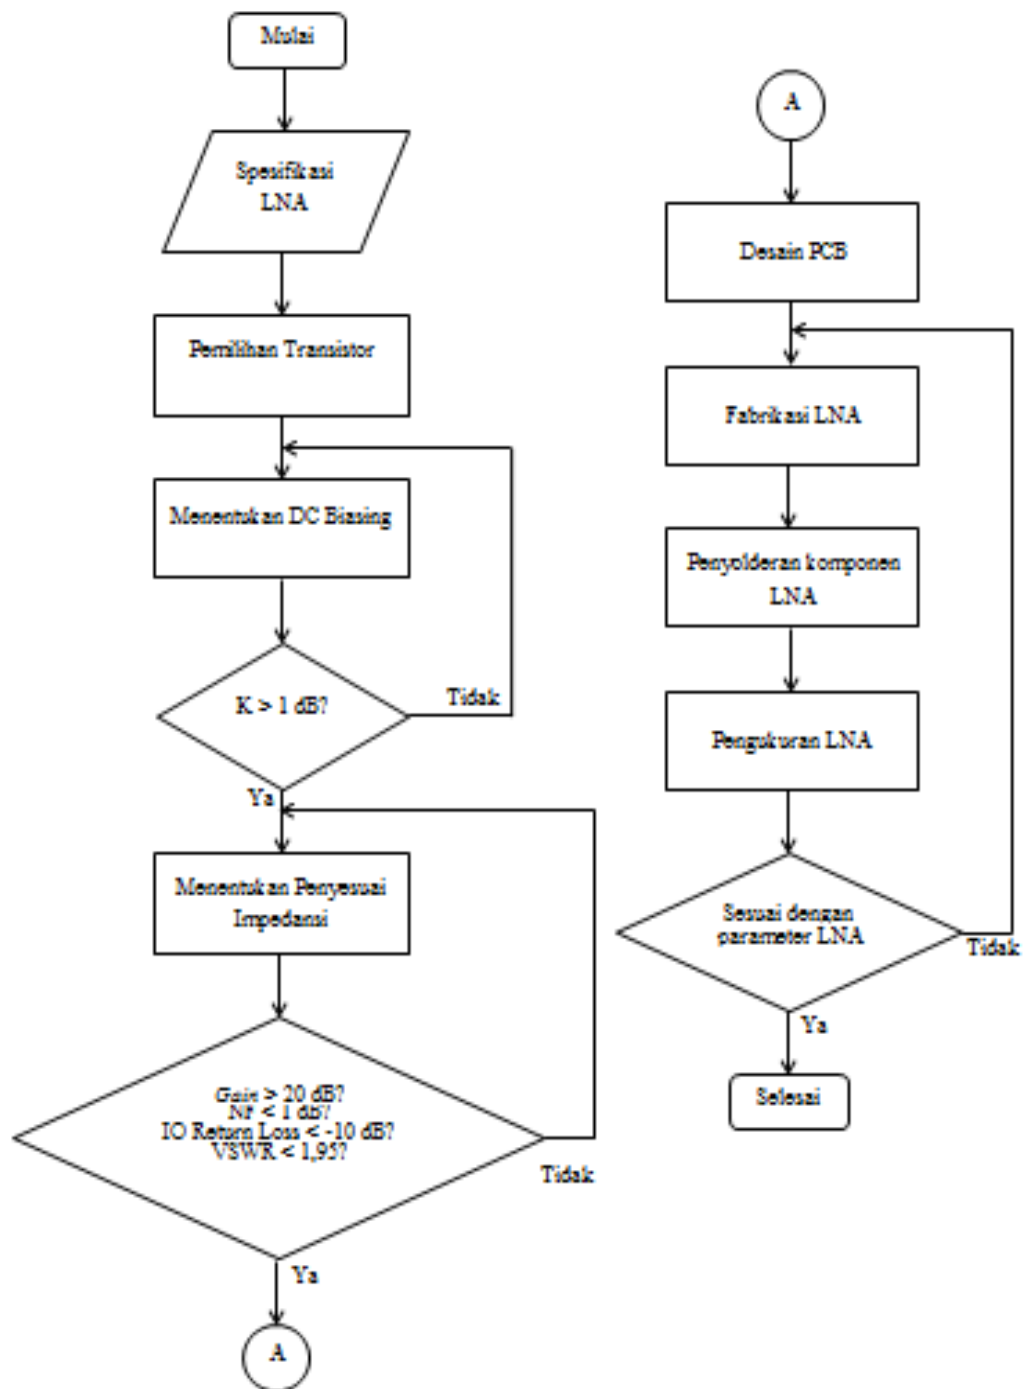 Mulai
Spesifikasi
LNA
Pemilihan Transistor
Menentukan DC Biasing
K > 1 dB?
Tidak
Ya
Menentukan Penyesuai
Impedansi
Gain > 20 dB?
NF < 1 dB?
IO Return Loss < -10 dB?
VSWR < 1,95?
Tidak
Ya
A
A
Desain PCB
Fabrikasi LNA
Penyolderan komponen
LNA
Pengukuran LNA
Sesuai dengan
parameter LNA
Tidak
Ya
Selesai